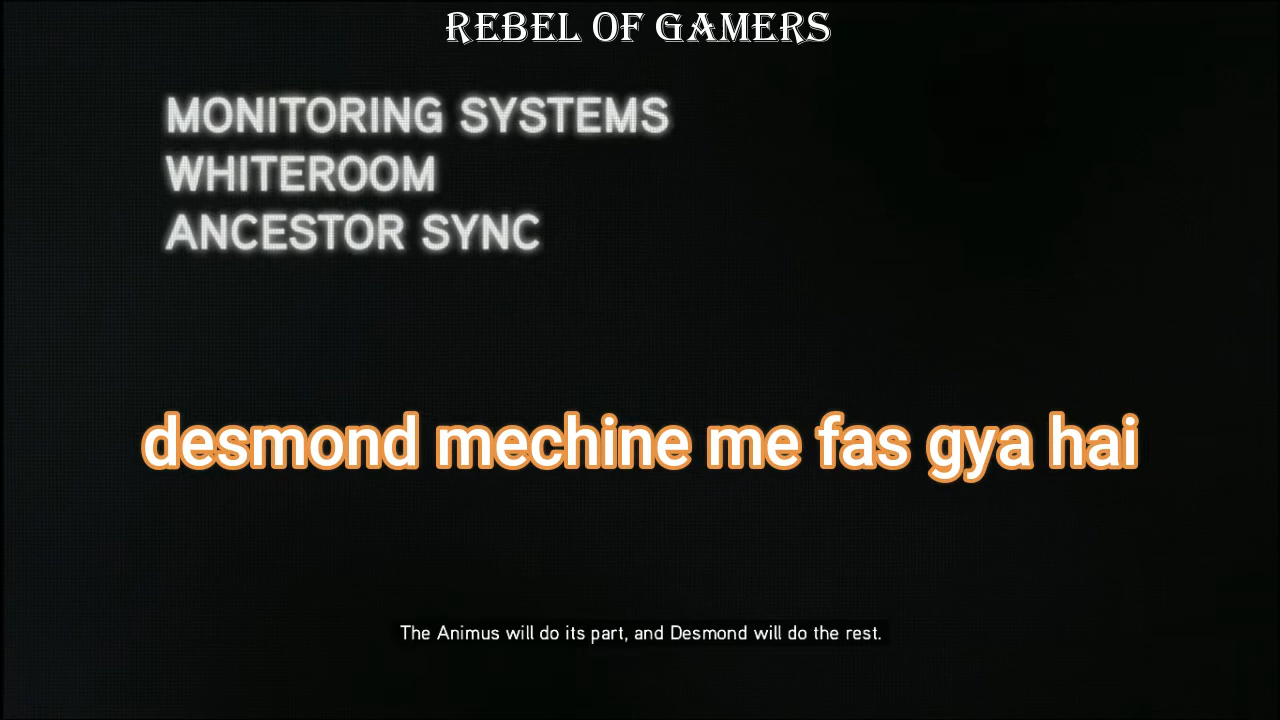 REBEL OF GAMERS
MONITORING SYSTEMS
WHITEROOM
ANCESTOR SYNC
desmond mechine me fas gya hai
The Animus will do its part, and Desmond will do the rest.